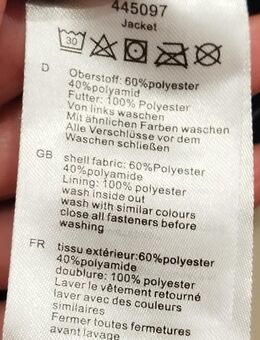 445097
Jacket
30
D
Oberstoff: 60%polyester
40%polyamid
Futter: 100% Polyester
Von links waschen
Mit ähnlichen Farben waschen
Alle Verschlüsse vor dem
Waschen schließen
GB shell fabric: 60%Polyester
40%polyamide
Lining: 100% polyester
wash inside out
wash with similar colours
close all fasteners before
washing
FR tissu extérieur:60%polyester
40%polyamide
doublure: 100% polyester
Laver le vêtement retourné
laver avec des couleurs
similaires
Fermer toutes fermetures
avant lavage